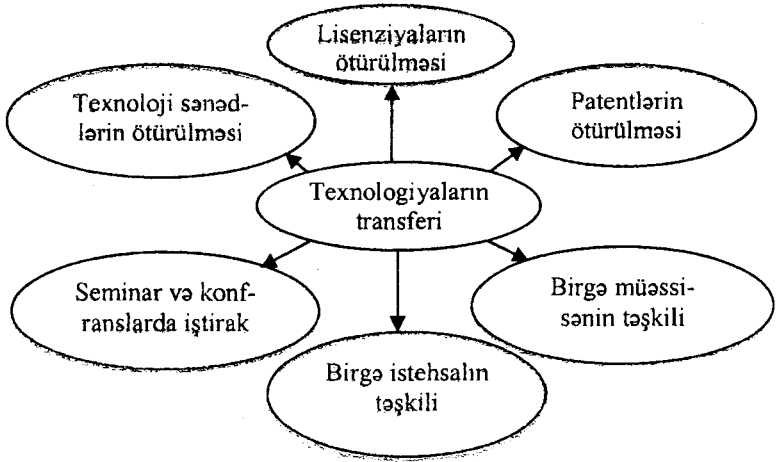 Lisenziyaların
ötürülməsi
Texnoloji sənəd-
lərin ötürülməsi
Patentlərin
ötürülməsi
Texnologiyaların
transferi
Seminar və konf-
ranslarda iştirak
Birgə müəssi-
sənin təşkili
Birgə istehsalın
təşkili